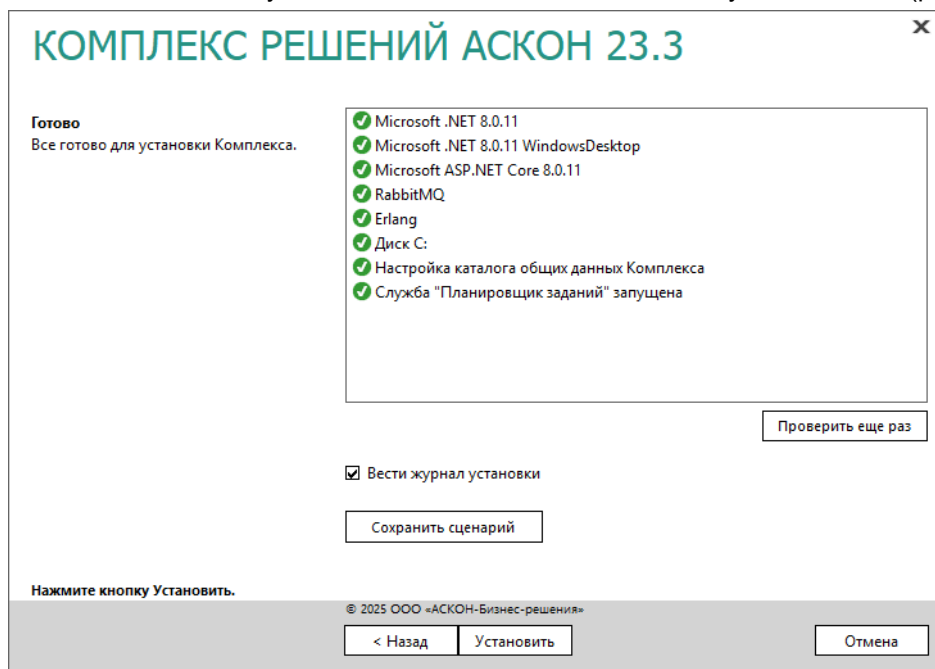 КОМПЛЕКС РЕШЕНИЙ АСКОН 23.3
x
Готово
Все готово для установки Комплекса.
Microsoft .NET 8.0.11
Microsoft .NET 8.0.11 WindowsDesktop
Microsoft ASP.NET Core 8.0.11
RabbitMQ
Erlang
Диск C:
Настройка каталога общих данных Комплекса
Служба "Планировщик заданий" запущена
Проверить еще раз
Вести журнал установки
Сохранить сценарий
Нажмите кнопку Установить.
© 2025 ООО «АСКОН-Бизнес-решения»
< Назад
Установить
Отмена